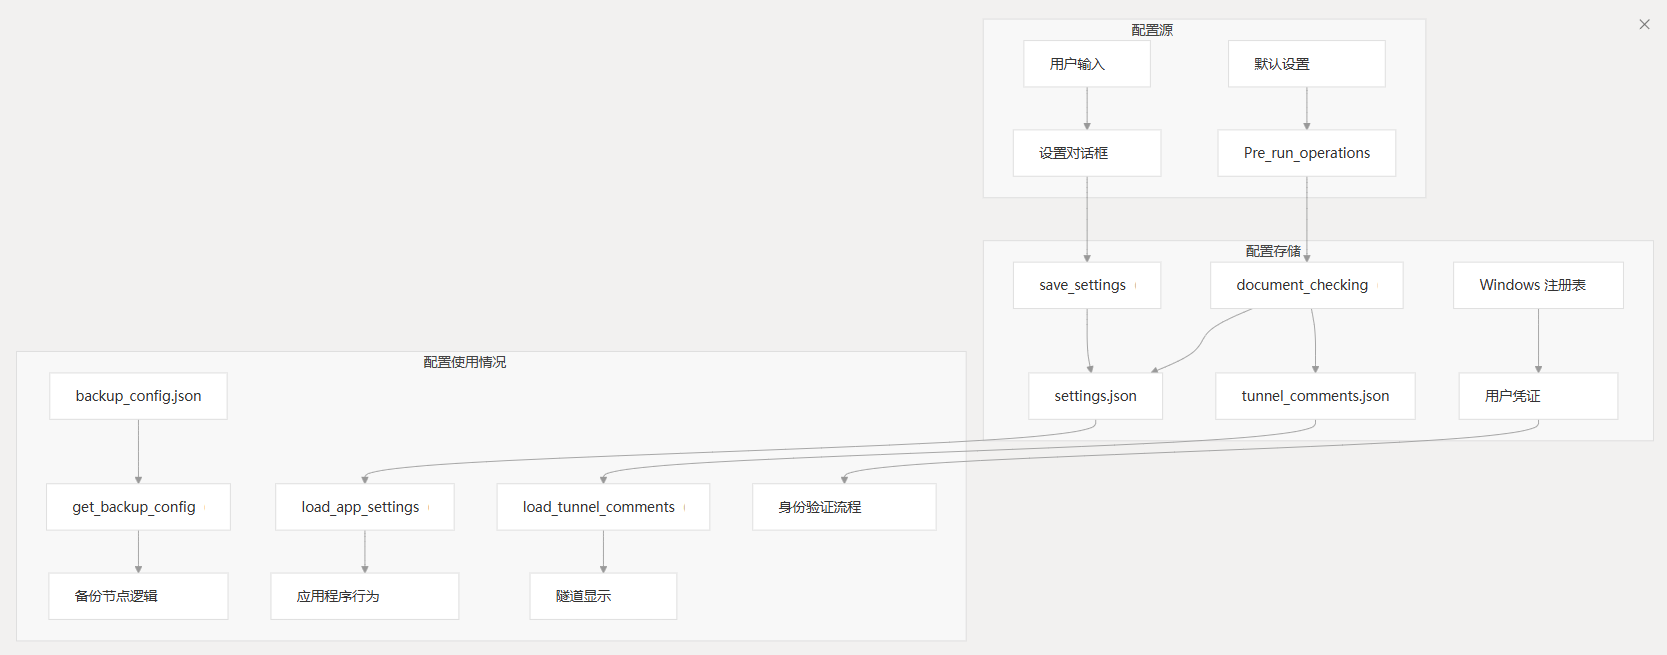 配置源
用户输入
默认设置
设置对话框
Pre_run_operations
配置存储
save_settings (
document_checking (
Windows 注册表
settings.json
tunnel_comments.json
用户凭证
配置使用情况
backup_config.json
get_backup_config (
load_app_settings (
load_tunnel_comments (
身份验证流程
备份节点逻辑
应用程序行为
隧道显示